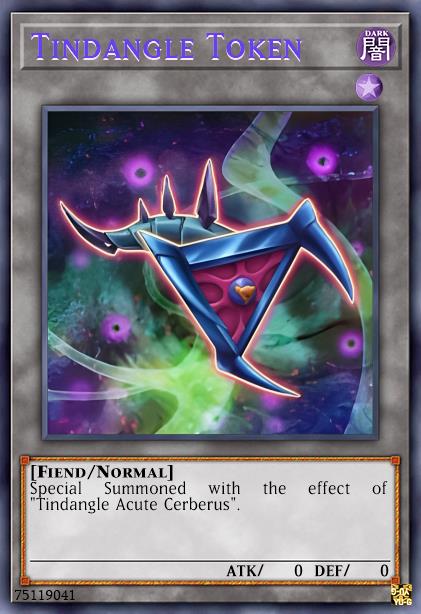 Tindangle Token
DARK
闇
[Fiend/Normal]
Special Summoned with the effect of
"Tindangle Acute Cerberus".
ATK/ 0 DEF/ 0
75119041